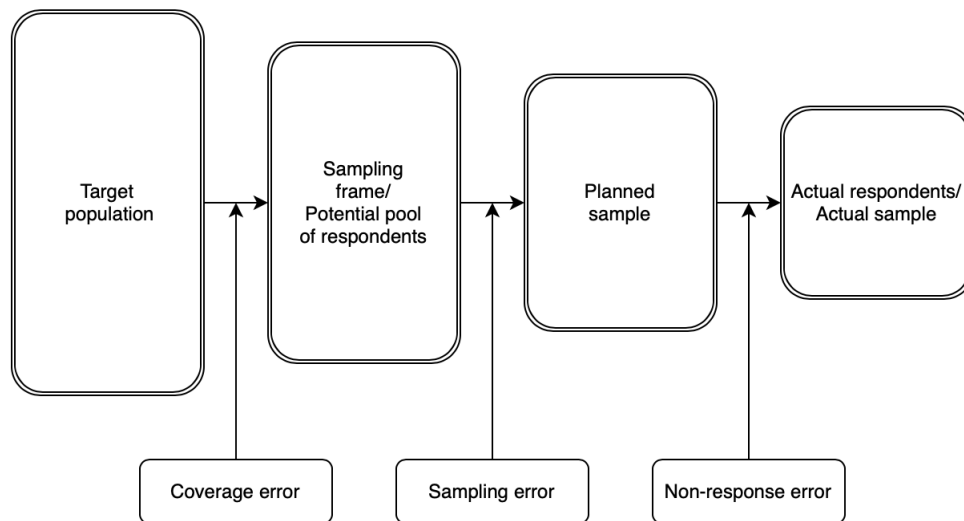 Target
population
Sampling
frame/
Potential pool
of respondents
Planned
sample
Actual respondents/
Actual sample
Coverage error
Sampling error
Non-response error